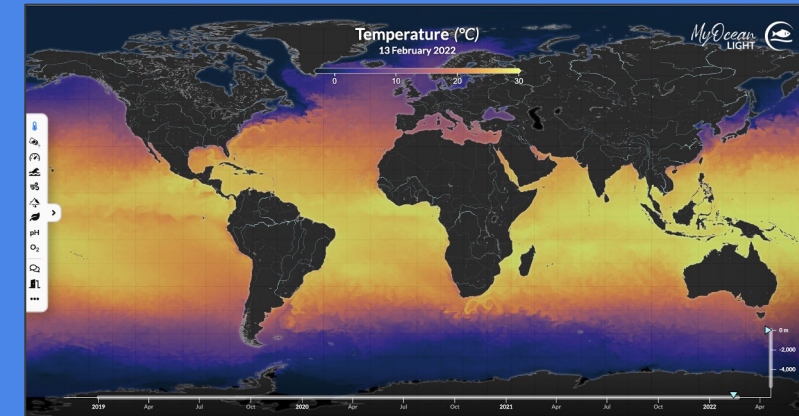 Temperature (°C)
13 February 2022
0 10 20 30
MyOcean
LIGHT
pH
O₂
0 m
-2,000
-4,000
2019 Apr Jul Oct 2020 Apr Jul Oct 2021 Apr Jul Oct 2022 Apr